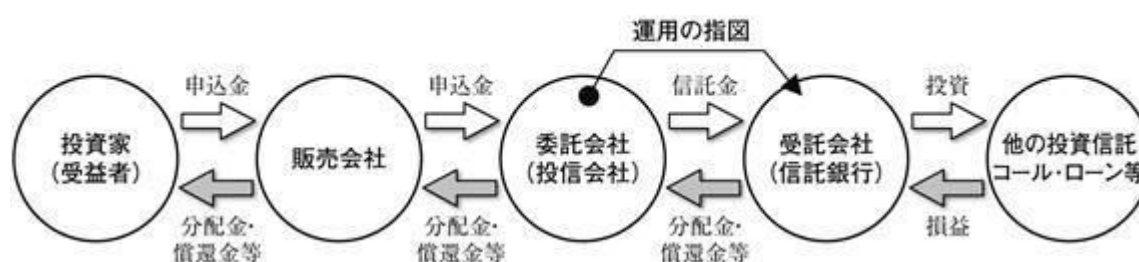 運用の指図
申込金
申込金
信託金
投資
投資家
(受益者)
販売会社
委託会社
(投信会社)
受託会社
(信託銀行)
他の投資信託
コール・ローン等
分配金・
償還金等
分配金・
償還金等
分配金・
償還金等
損益